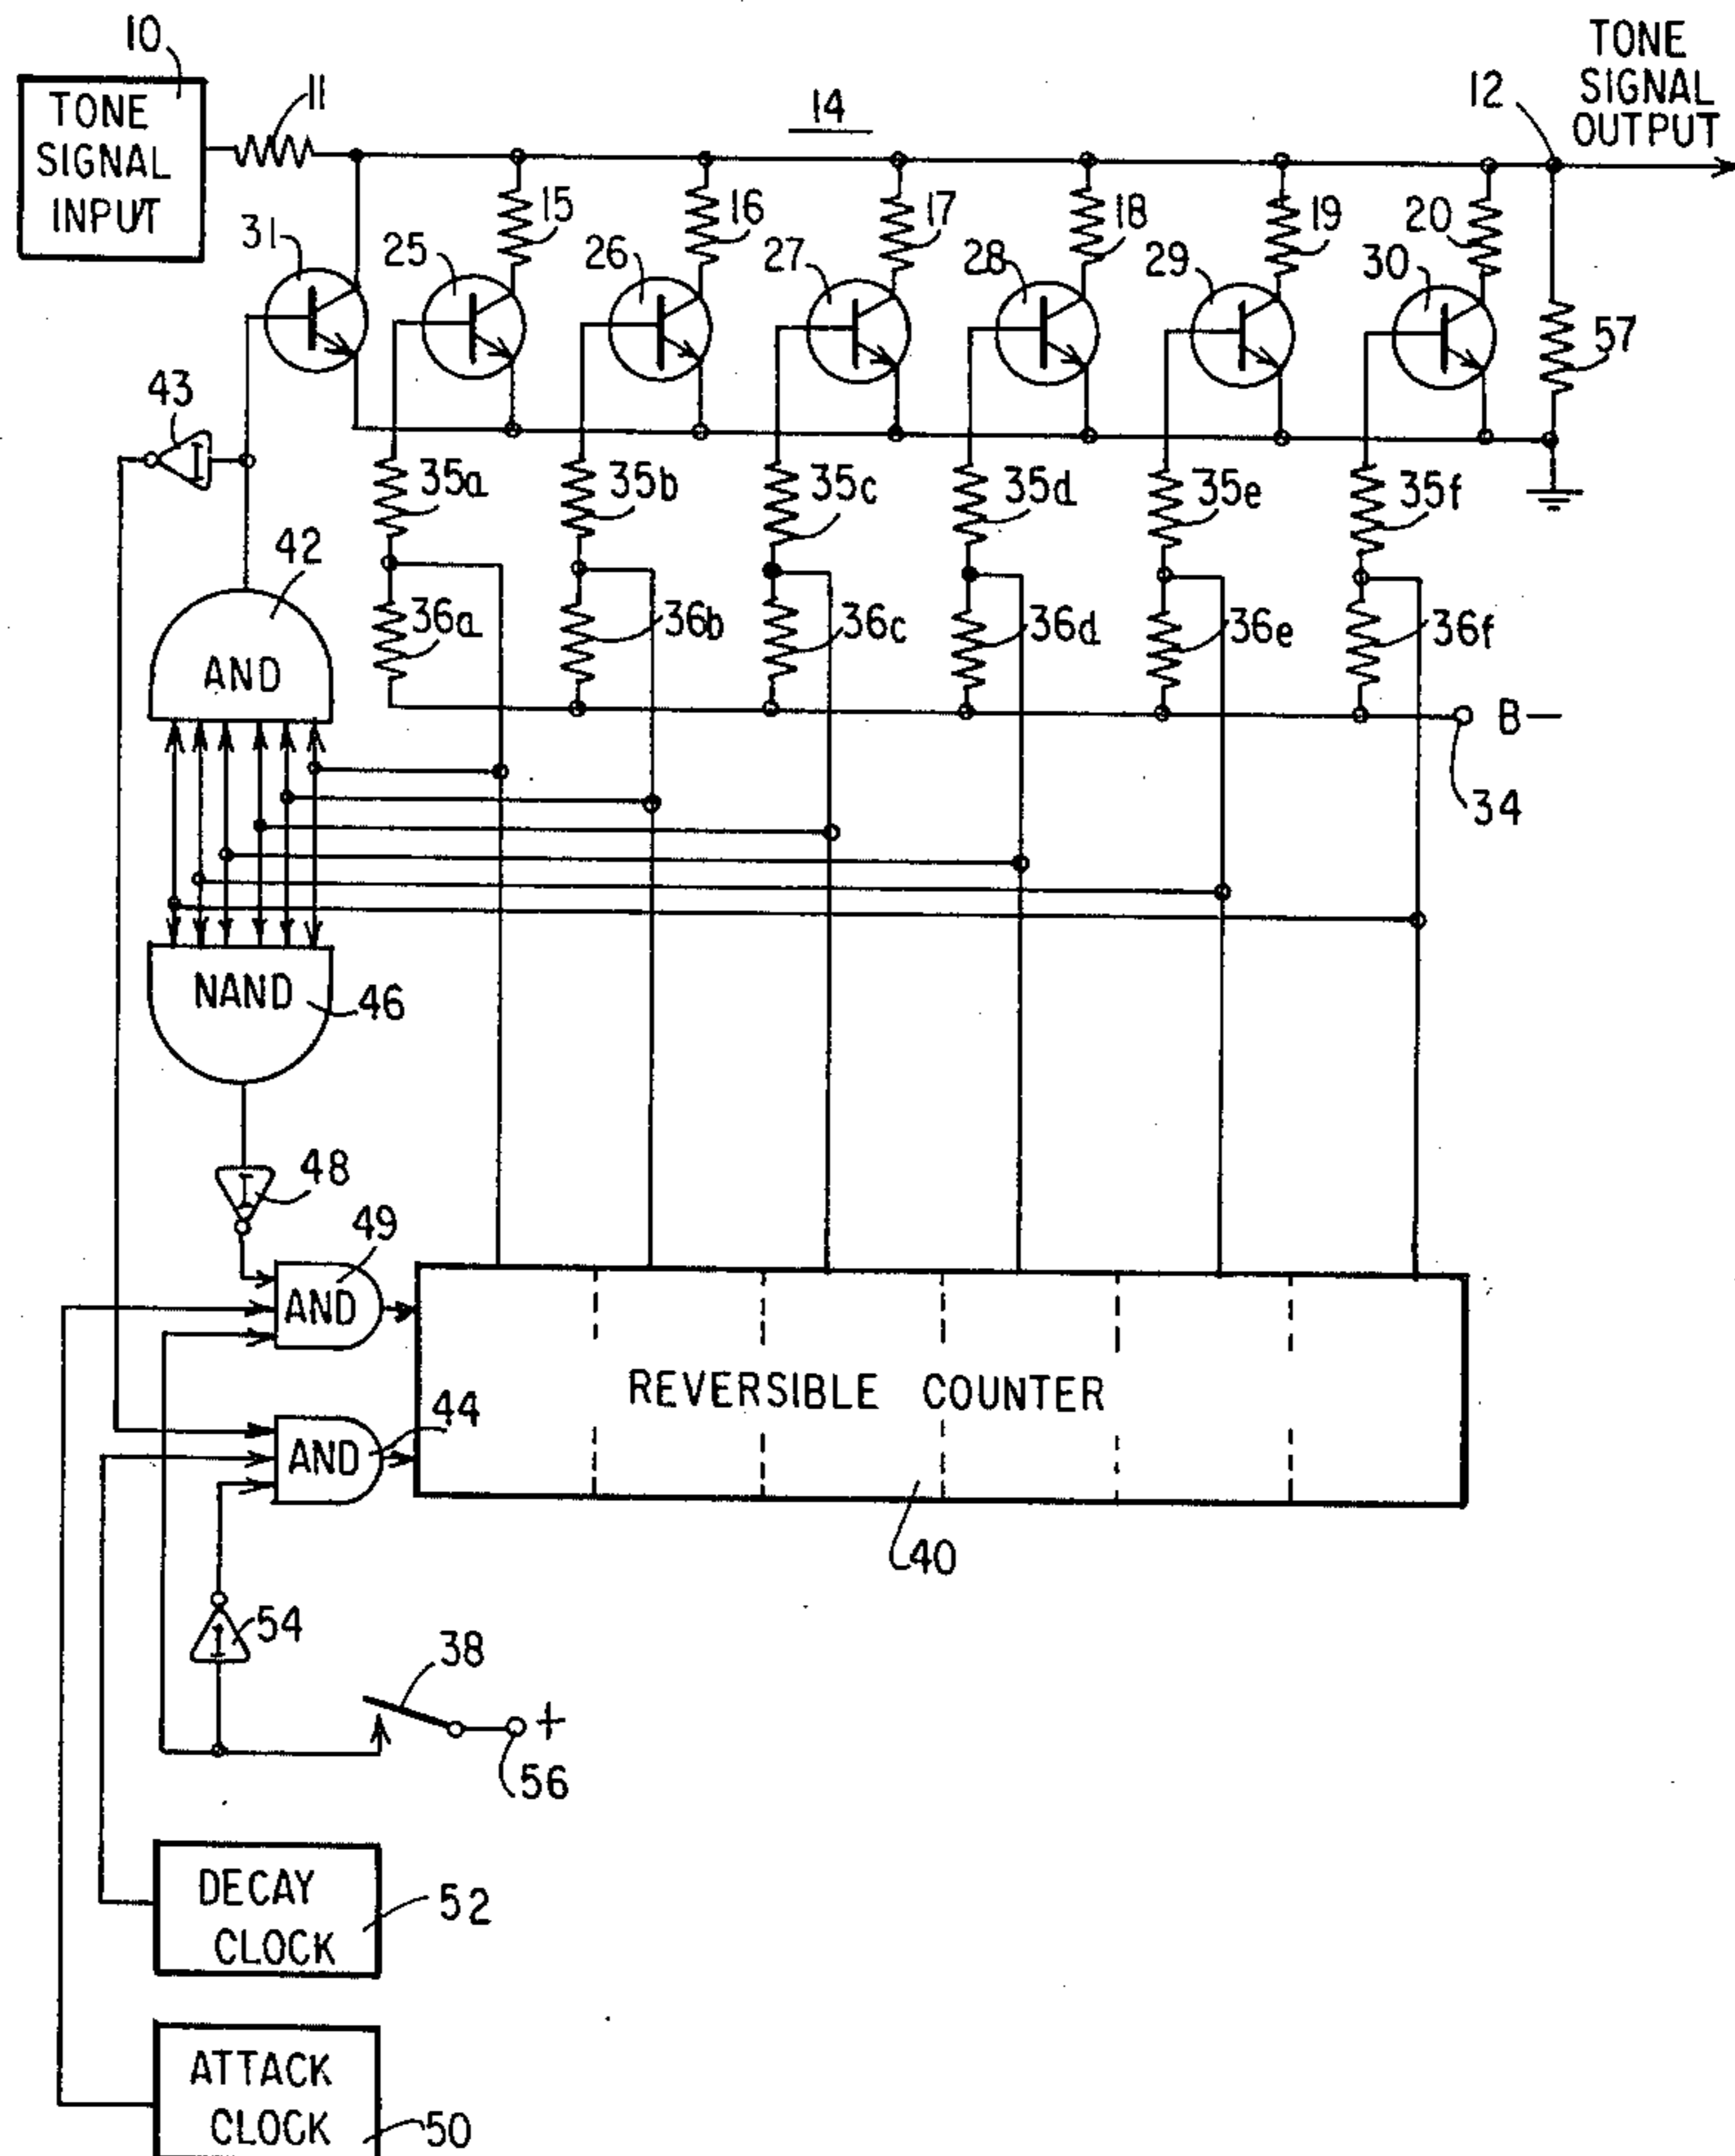 10
TONE
SIGNAL
INPUT
11
14
12
TONE
SIGNAL
OUTPUT
15
16
17
18
19
20
31
25
26
27
28
29
30
57
43
35a
35b
35c
35d
35e
35f
42
AND
36a
36b
36c
36d
36e
36f
B—
34
NAND
46
48
49
AND
REVERSIBLE COUNTER
44
AND
40
54
38
+
56
DECAY
CLOCK
52
ATTACK
CLOCK
50